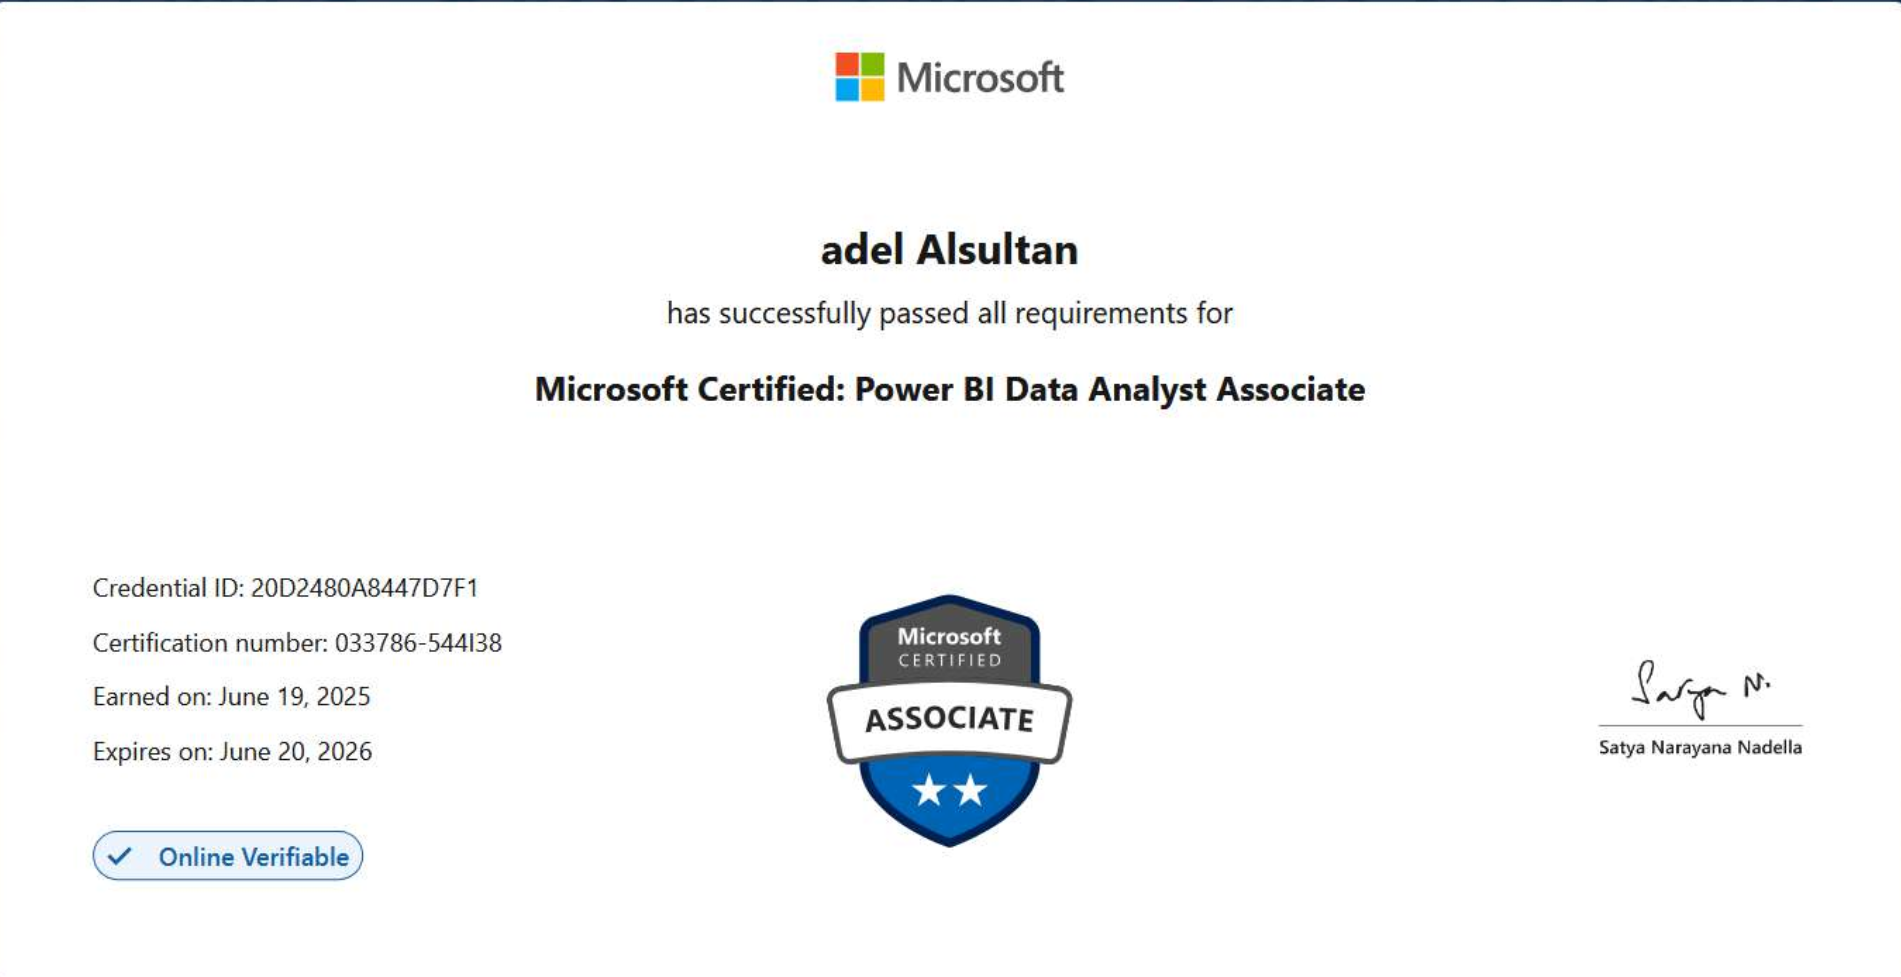 Microsoft
adel Alsultan
has successfully passed all requirements for
Microsoft Certified: Power BI Data Analyst Associate
Credential ID: 20D2480A8447D7F1
Certification number: 033786-544I38
Earned on: June 19, 2025
Expires on: June 20, 2026
Online Verifiable
Microsoft
CERTIFIED
ASSOCIATE
Satya N.
Satya Narayana Nadella